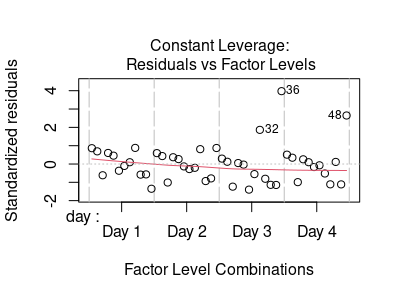 Constant Leverage:
Residuals vs Factor Levels
Standardized residuals
4
2
0
-2
36
32
48
day :
Day 1
Day 2
Day 3
Day 4
Factor Level Combinations